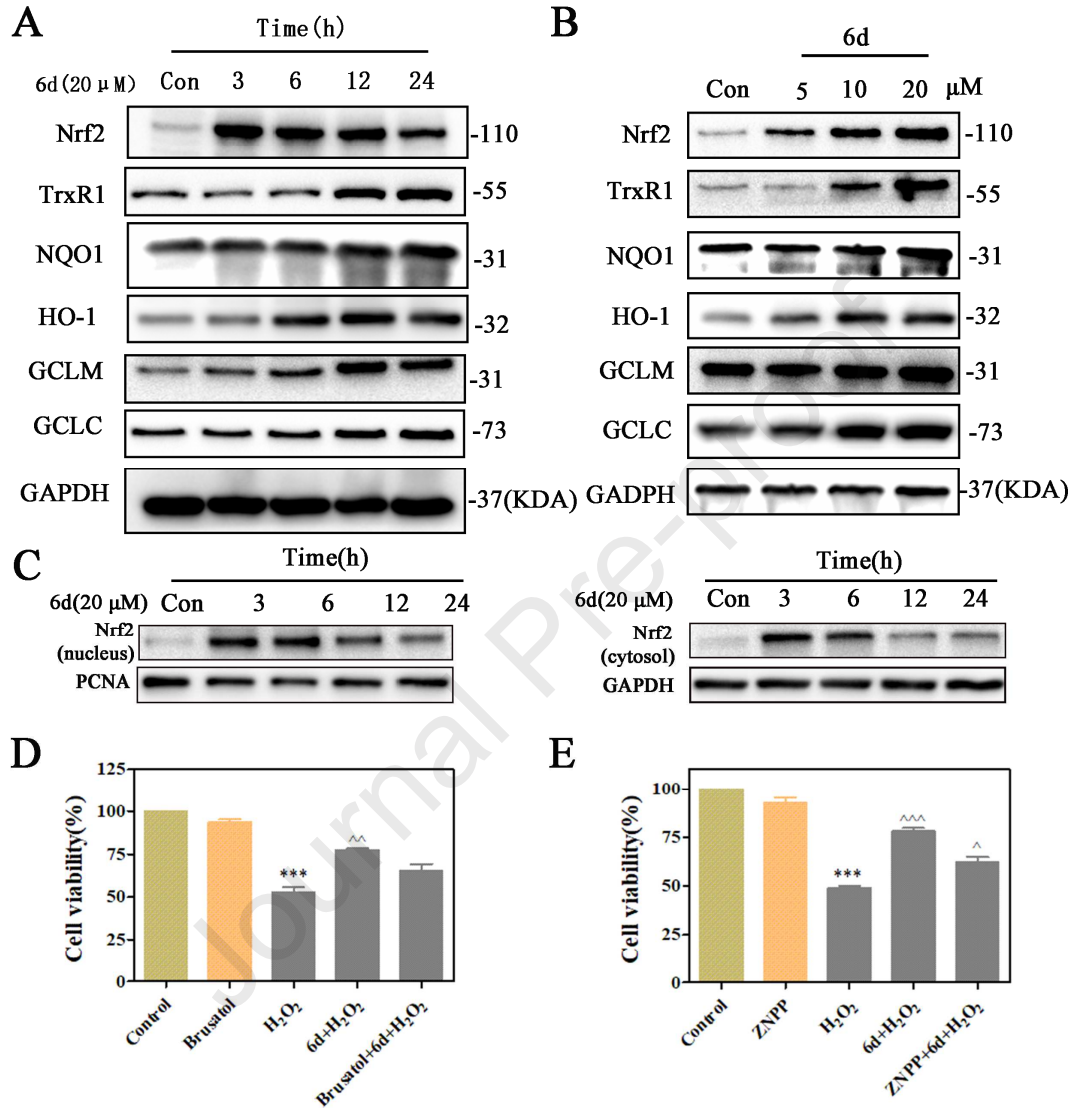 A
Time(h)
6d(20 μM) Con 3 6 12 24
Nrf2 -110
TrxR1 -55
NQO1 -31
HO-1 -32
GCLM -31
GCLC -73
GAPDH -37(KDA)
B
6d
Con 5 10 20 μM
Nrf2 -110
TrxR1 -55
NQO1 -31
HO-1 -32
GCLM -31
GCLC -73
GADPH -37(KDA)
C
Time(h)
6d(20 μM) Con 3 6 12 24
Nrf2
(nucleus)
PCNA
Time(h)
6d(20 μM) Con 3 6 12 24
Nrf2
(cytosol)
GAPDH
D
Cell viability(%)
125
100
75
50
25
0
***
^^
Control
Brusatol
H₂O₂
6d+H₂O₂
Brusatol+6d+H₂O₂
E
Cell viability(%)
100
75
50
25
0
***
^^^
^
Control
ZNPP
H₂O₂
6d+H₂O₂
ZNPP+6d+H₂O₂
Journal Pre-proof